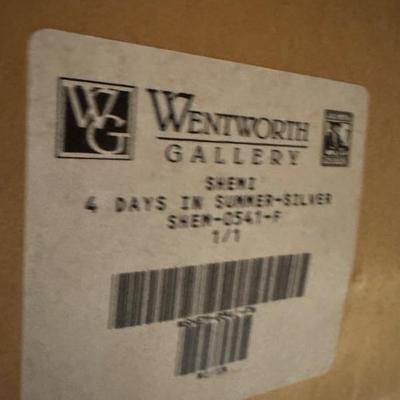 WG
WENTWORTH
GALLERY
SHEMI
4 DAYS IN SUMMER-SILVER
SHEM-0541-F
1/1